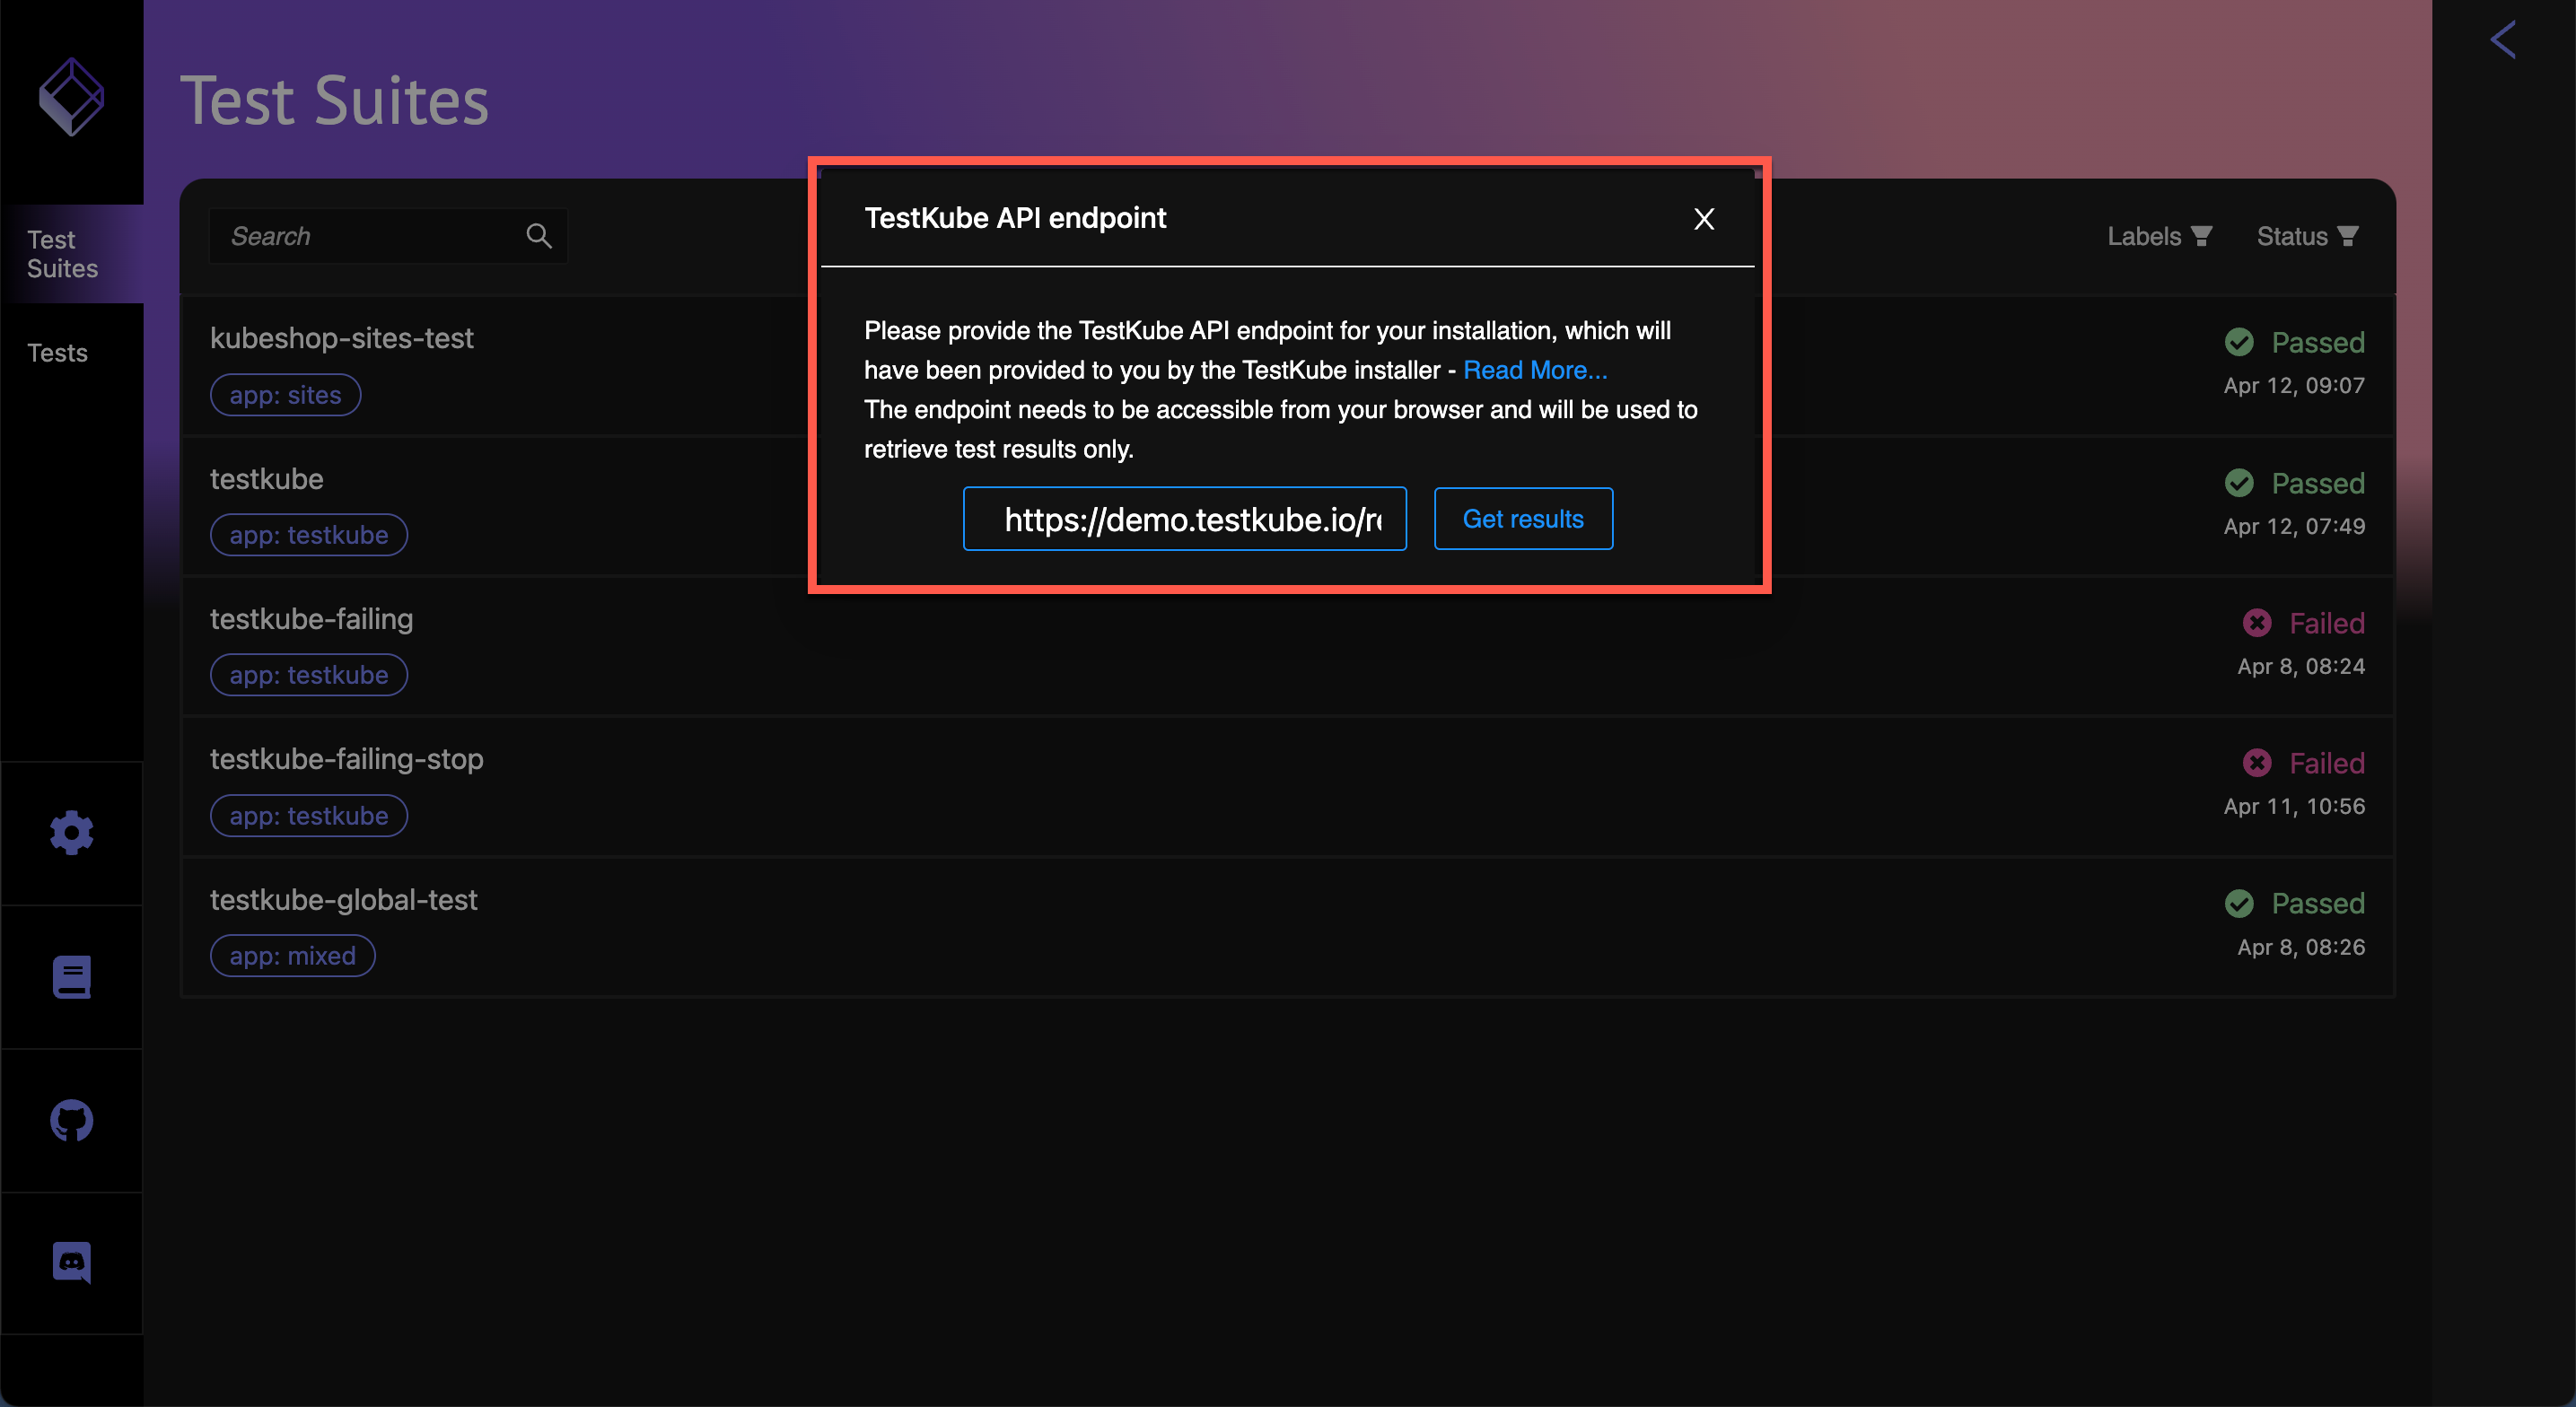 Test Suites
Test
Suites
Tests
Search
Labels
Status
TestKube API endpoint
Please provide the TestKube API endpoint for your installation, which will
have been provided to you by the TestKube installer - Read More...
The endpoint needs to be accessible from your browser and will be used to
retrieve test results only.
https://demo.testkube.io/re
Get results
kubeshop-sites-test
app: sites
Passed
Apr 12, 09:07
testkube
app: testkube
Passed
Apr 12, 07:49
testkube-failing
app: testkube
Failed
Apr 8, 08:24
testkube-failing-stop
app: testkube
Failed
Apr 11, 10:56
testkube-global-test
app: mixed
Passed
Apr 8, 08:26